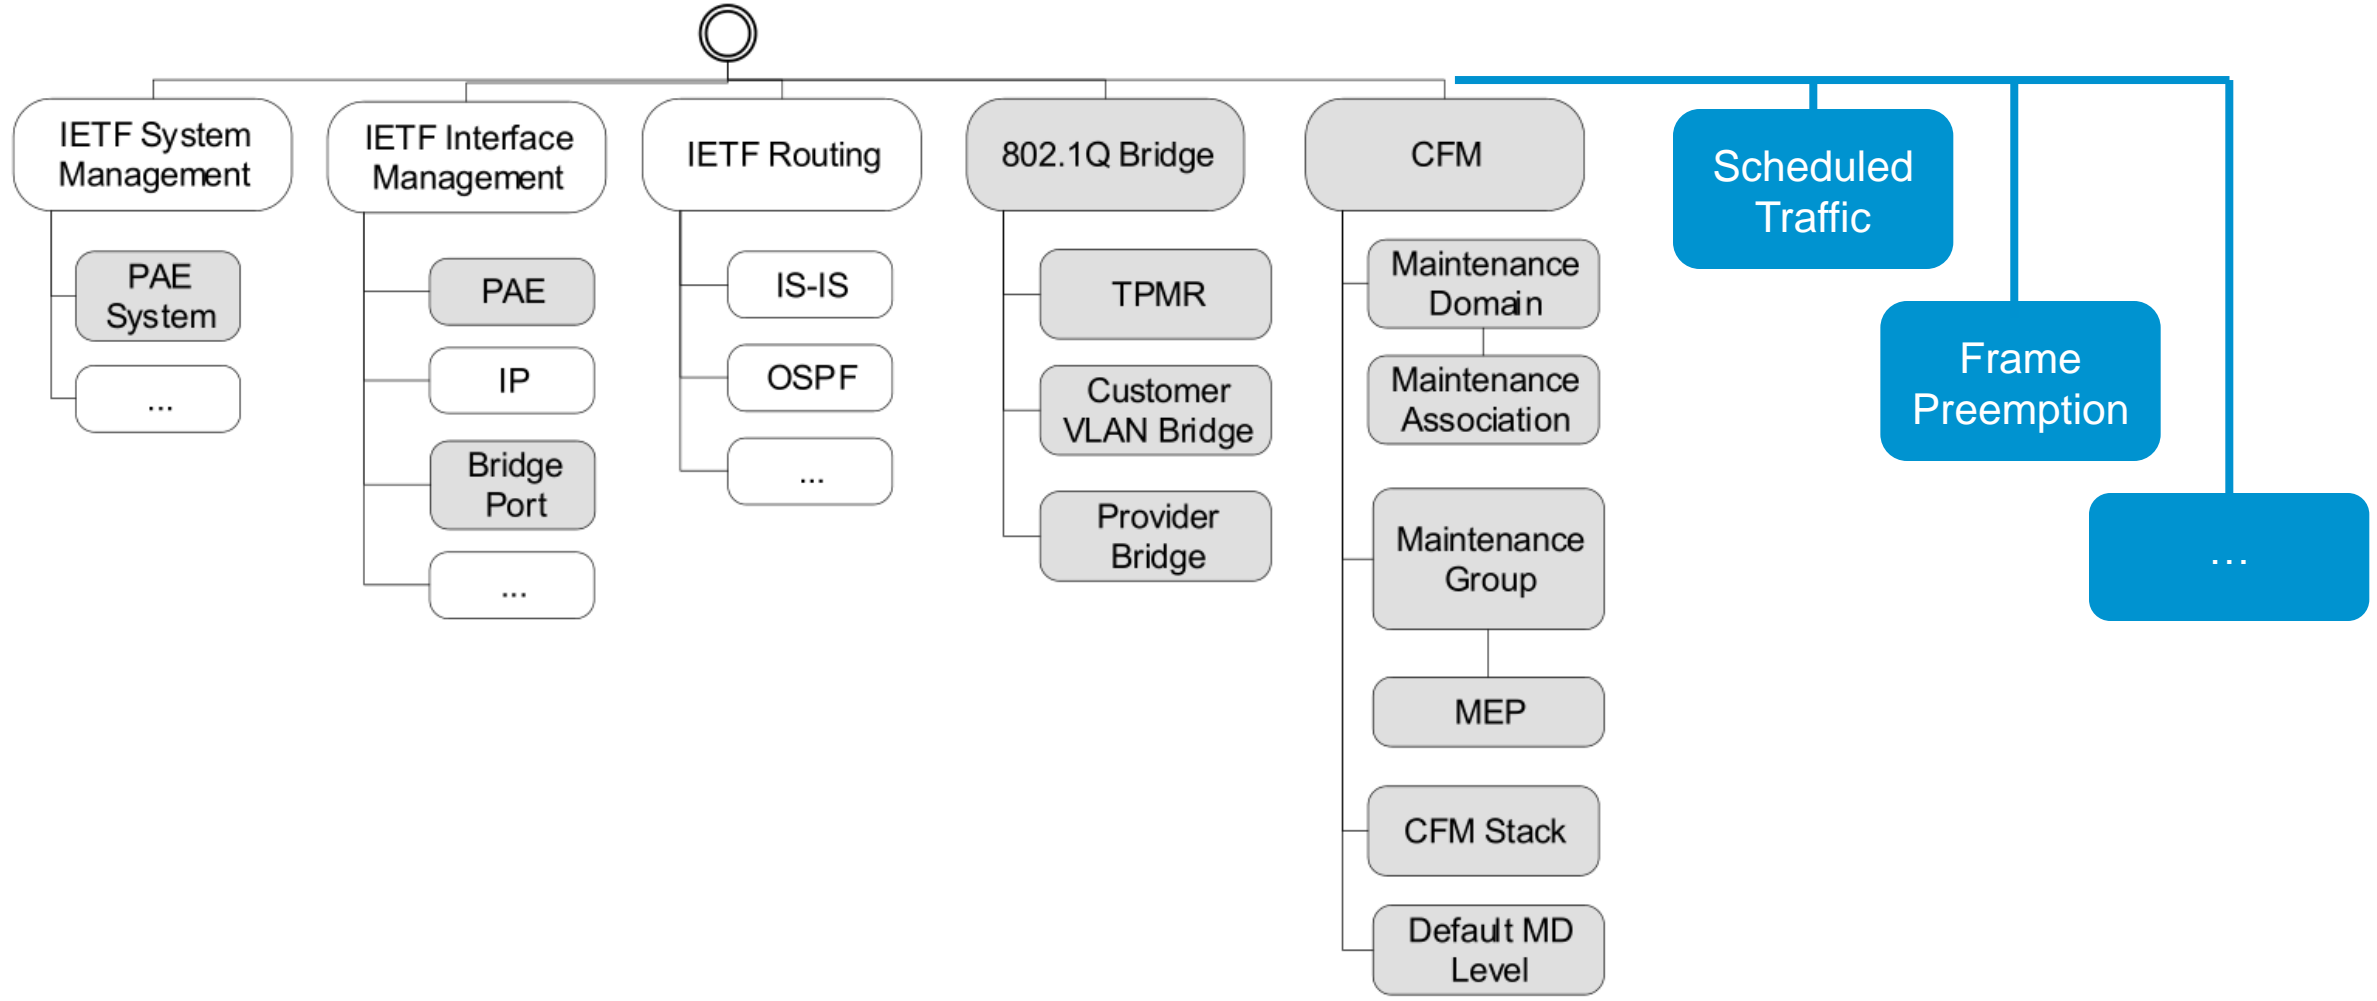 IETF System
Management
PAE
System
...
IETF Interface
Management
PAE
IP
Bridge
Port
...
IETF Routing
IS-IS
OSPF
...
802.1Q Bridge
TPMR
Customer
VLAN Bridge
Provider
Bridge
CFM
Maintenance
Domain
Maintenance
Association
Maintenance
Group
MEP
CFM Stack
Default MD
Level
Scheduled
Traffic
Frame
Preemption
...